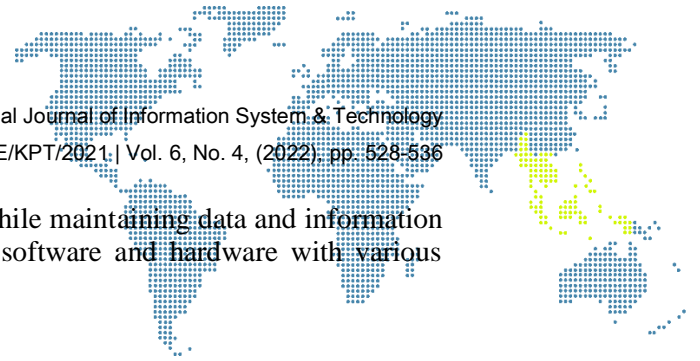 al Journal of Information System & Technology
E/KPT/2021 | Vol. 6, No. 4, (2022), pp. 528-536
hile maintaining data and information
software and hardware with various